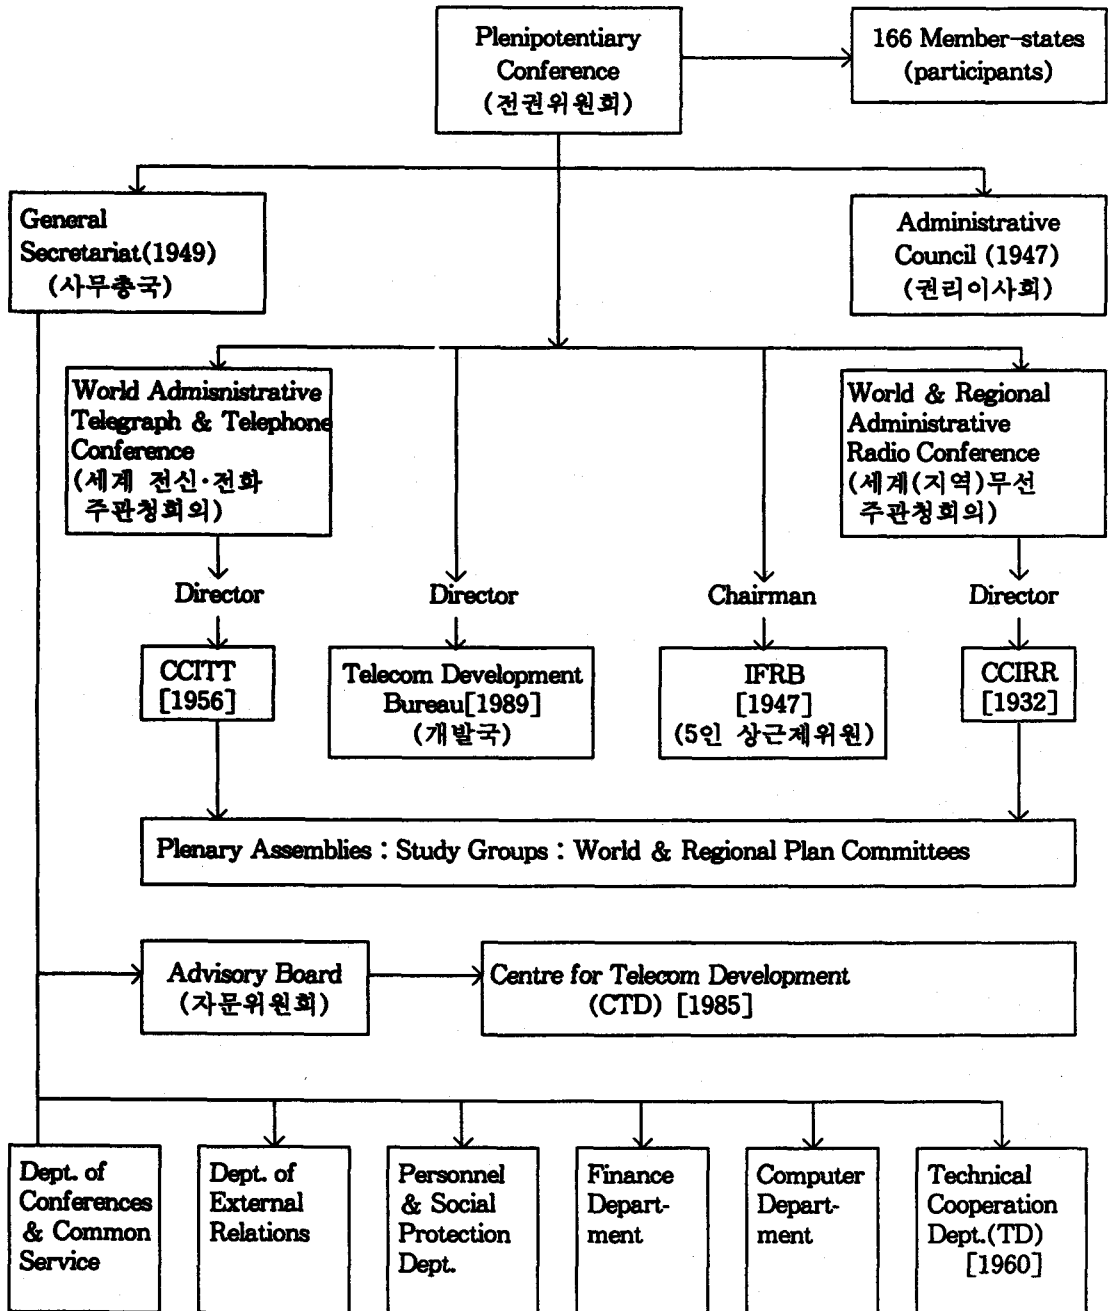 Plenipotentiary
Conference
(전권위원회)
166 Member-states
(participants)
General
Secretariat(1949)
(사무총국)
Administrative
Council (1947)
(권리이사회)
World Admisnistrative
Telegraph & Telephone
Conference
(세계 전신·전화
주관청회의)
World & Regional
Administrative
Radio Conference
(세계(지역)무선
주관청회의)
Director
Director
Chairman
Director
CCITT
[1956]
Telecom Development
Bureau[1989]
(개발국)
IFRB
[1947]
(5인 상근제위원)
CCIRR
[1932]
Plenary Assemblies : Study Groups : World & Regional Plan Committees
Advisory Board
(자문위원회)
Centre for Telecom Development
(CTD) [1985]
Dept. of
Conferences
& Common
Service
Dept. of
External
Relations
Personnel
& Social
Protection
Dept.
Finance
Depart-
ment
Computer
Depart-
ment
Technical
Cooperation
Dept.(TD)
[1960]